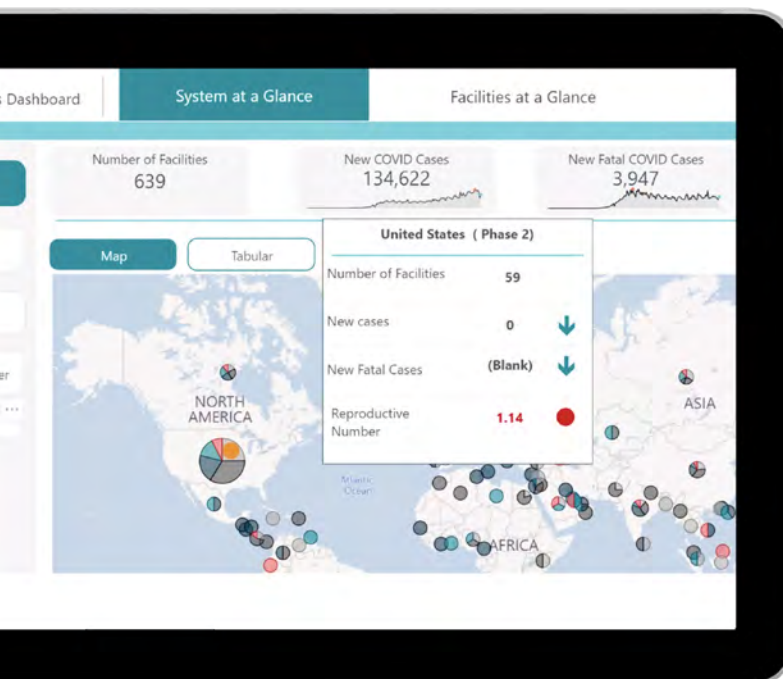 s Dashboard
System at a Glance
Facilities at a Glance
Number of Facilities
639
New COVID Cases
134,622
New Fatal COVID Cases
3,947
Map
Tabular
United States ( Phase 2)
Number of Facilities 59
New cases 0
New Fatal Cases (Blank)
Reproductive
Number 1.14
er
...
NORTH
AMERICA
ASIA
Atlantic
Ocean
AFRICA